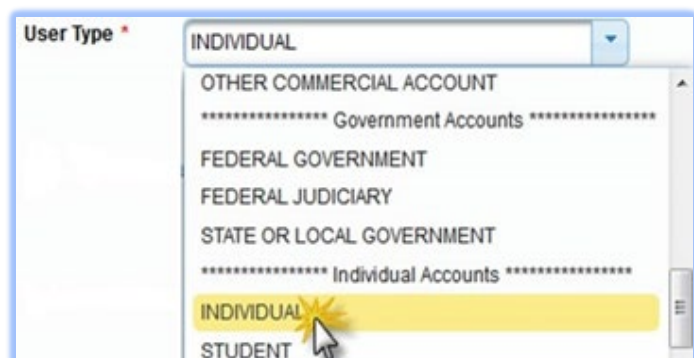 User Type *
INDIVIDUAL
OTHER COMMERCIAL ACCOUNT
**************** Government Accounts ****************
FEDERAL GOVERNMENT
FEDERAL JUDICIARY
STATE OR LOCAL GOVERNMENT
**************** Individual Accounts ****************
INDIVIDUAL
STUDENT